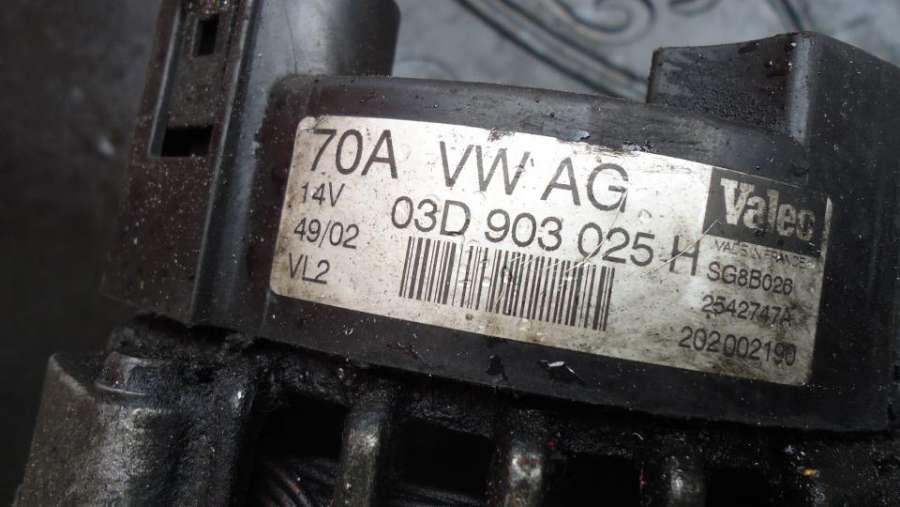 70A VW AG
14V
03D 903 025 H
49/02
VL2
Valeo
MADE IN FRANCE
SG8B026
2542747A
202002190